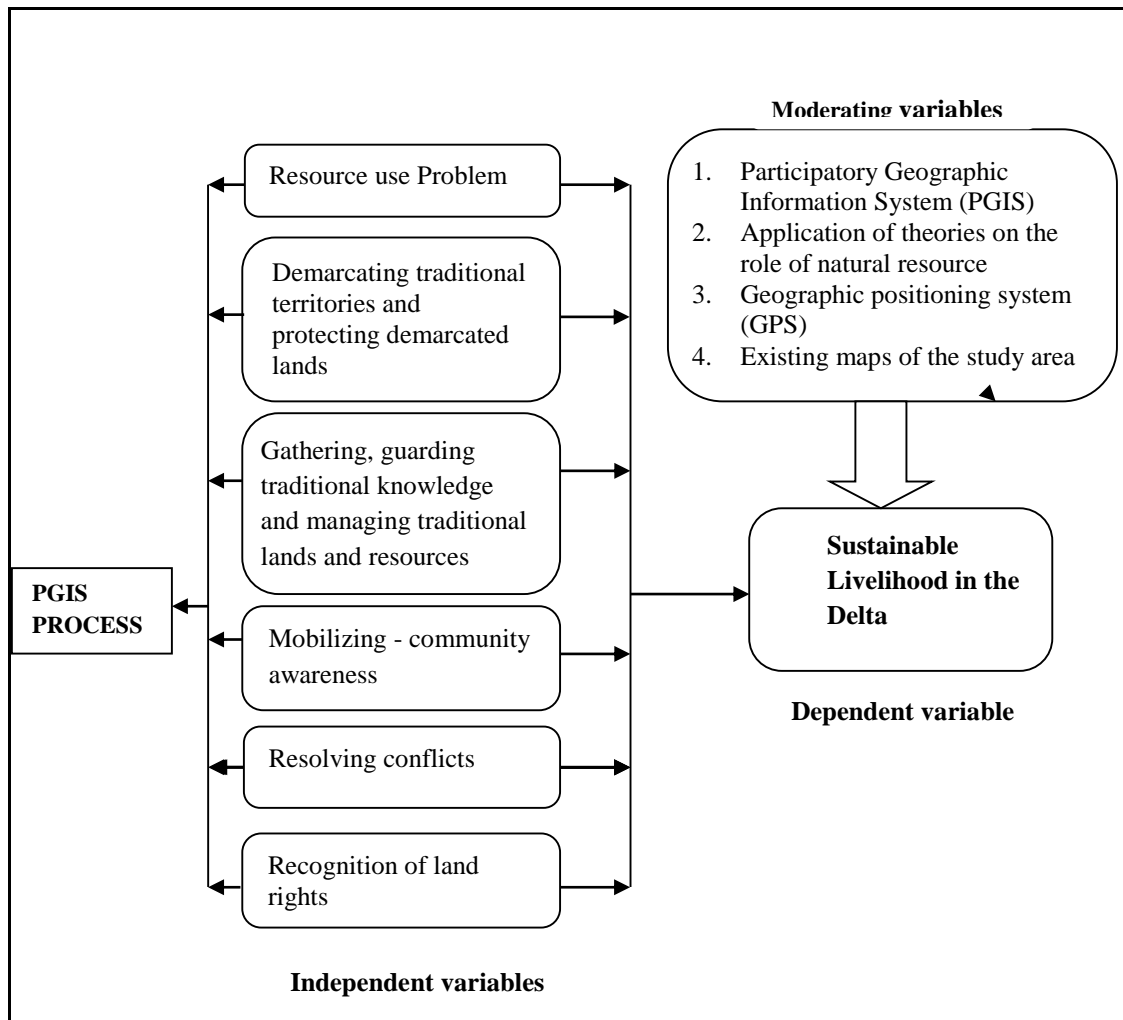 Moderating variables
Resource use Problem
1. Participatory Geographic
Information System (PGIS)
2. Application of theories on the
role of natural resource
3. Geographic positioning system
(GPS)
4. Existing maps of the study area
Demarcating traditional
territories and
protecting demarcated
lands
Gathering, guarding
traditional knowledge
and managing traditional
lands and resources
Sustainable
Livelihood in the
Delta
PGIS
PROCESS
Mobilizing - community
awareness
Dependent variable
Resolving conflicts
Recognition of land
rights
Independent variables